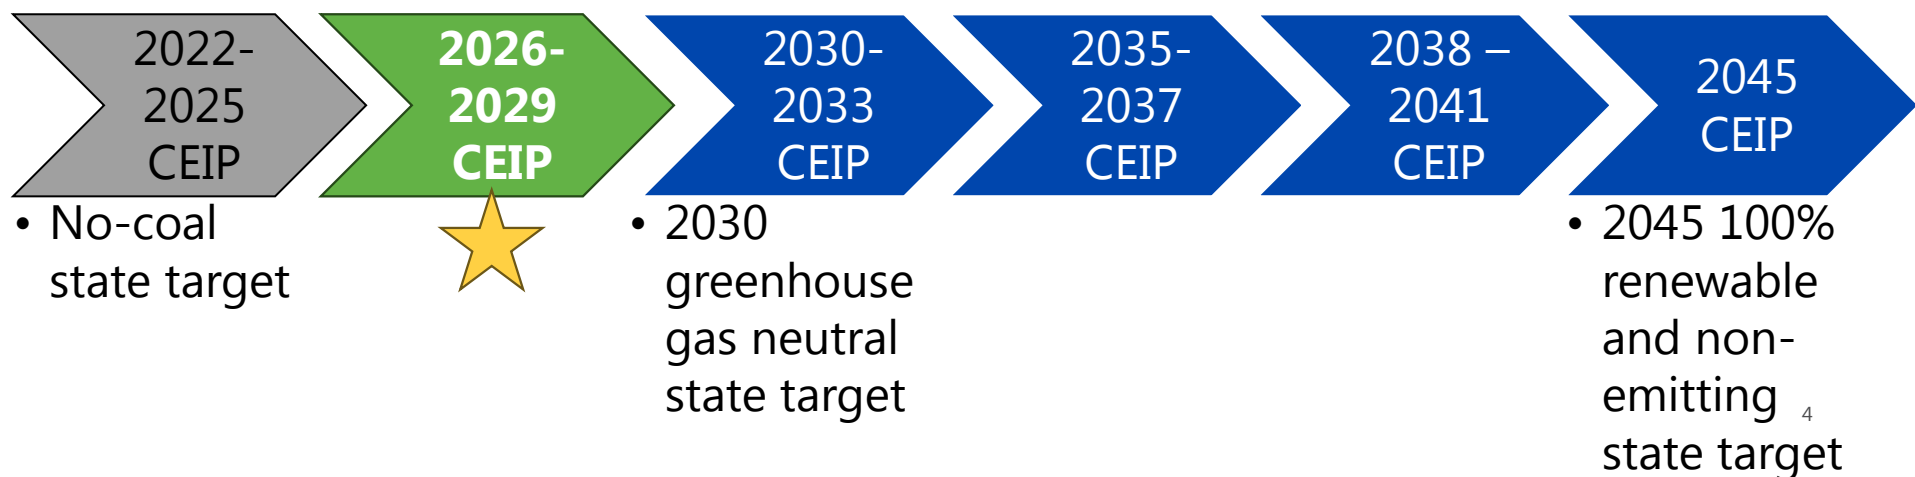 2022-
2025
CEIP
2026-
2029
CEIP
2030-
2033
CEIP
2035-
2037
CEIP
2038 –
2041
CEIP
2045
CEIP
• No-coal
state target
• 2030
greenhouse
gas neutral
state target
• 2045 100%
renewable
and non-
emitting
state target
4